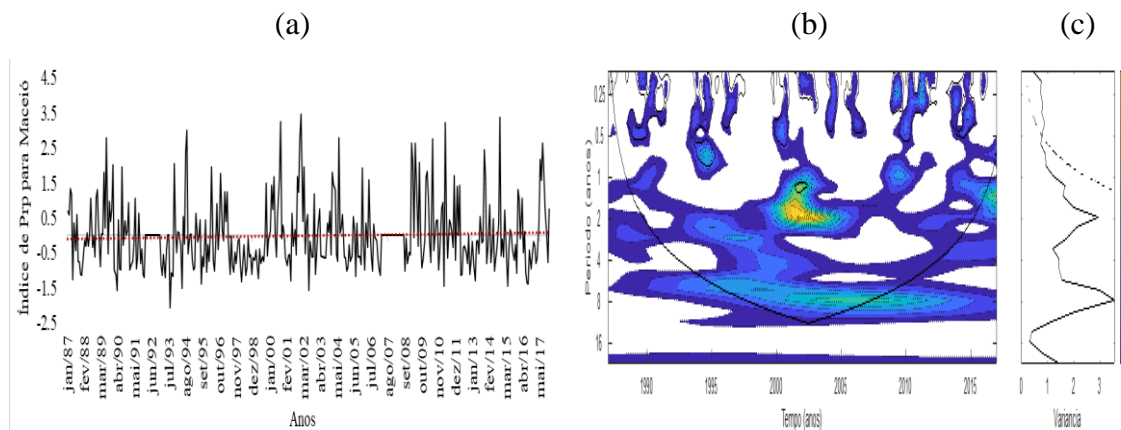 (a)
(b)
(c)
Índice de Prp para Maceió
4.5
3.5
2.5
1.5
0.5
-0.5
-1.5
-2.5
jan/87
fev/88
mar/89
abr/90
mai/91
jun/92
jul/93
ago/94
set/95
out/96
nov/97
dez/98
jan/00
fev/01
mar/02
abr/03
mai/04
jun/05
jul/06
ago/07
set/08
out/09
nov/10
dez/11
jan/13
fev/14
mar/15
abr/16
mai/17
Anos
Periodo (anos)
0.25
0.5
1
2
4
8
16
1990
1995
2000
2005
2010
2015
Tempo (anos)
0
1
2
3
Variancia